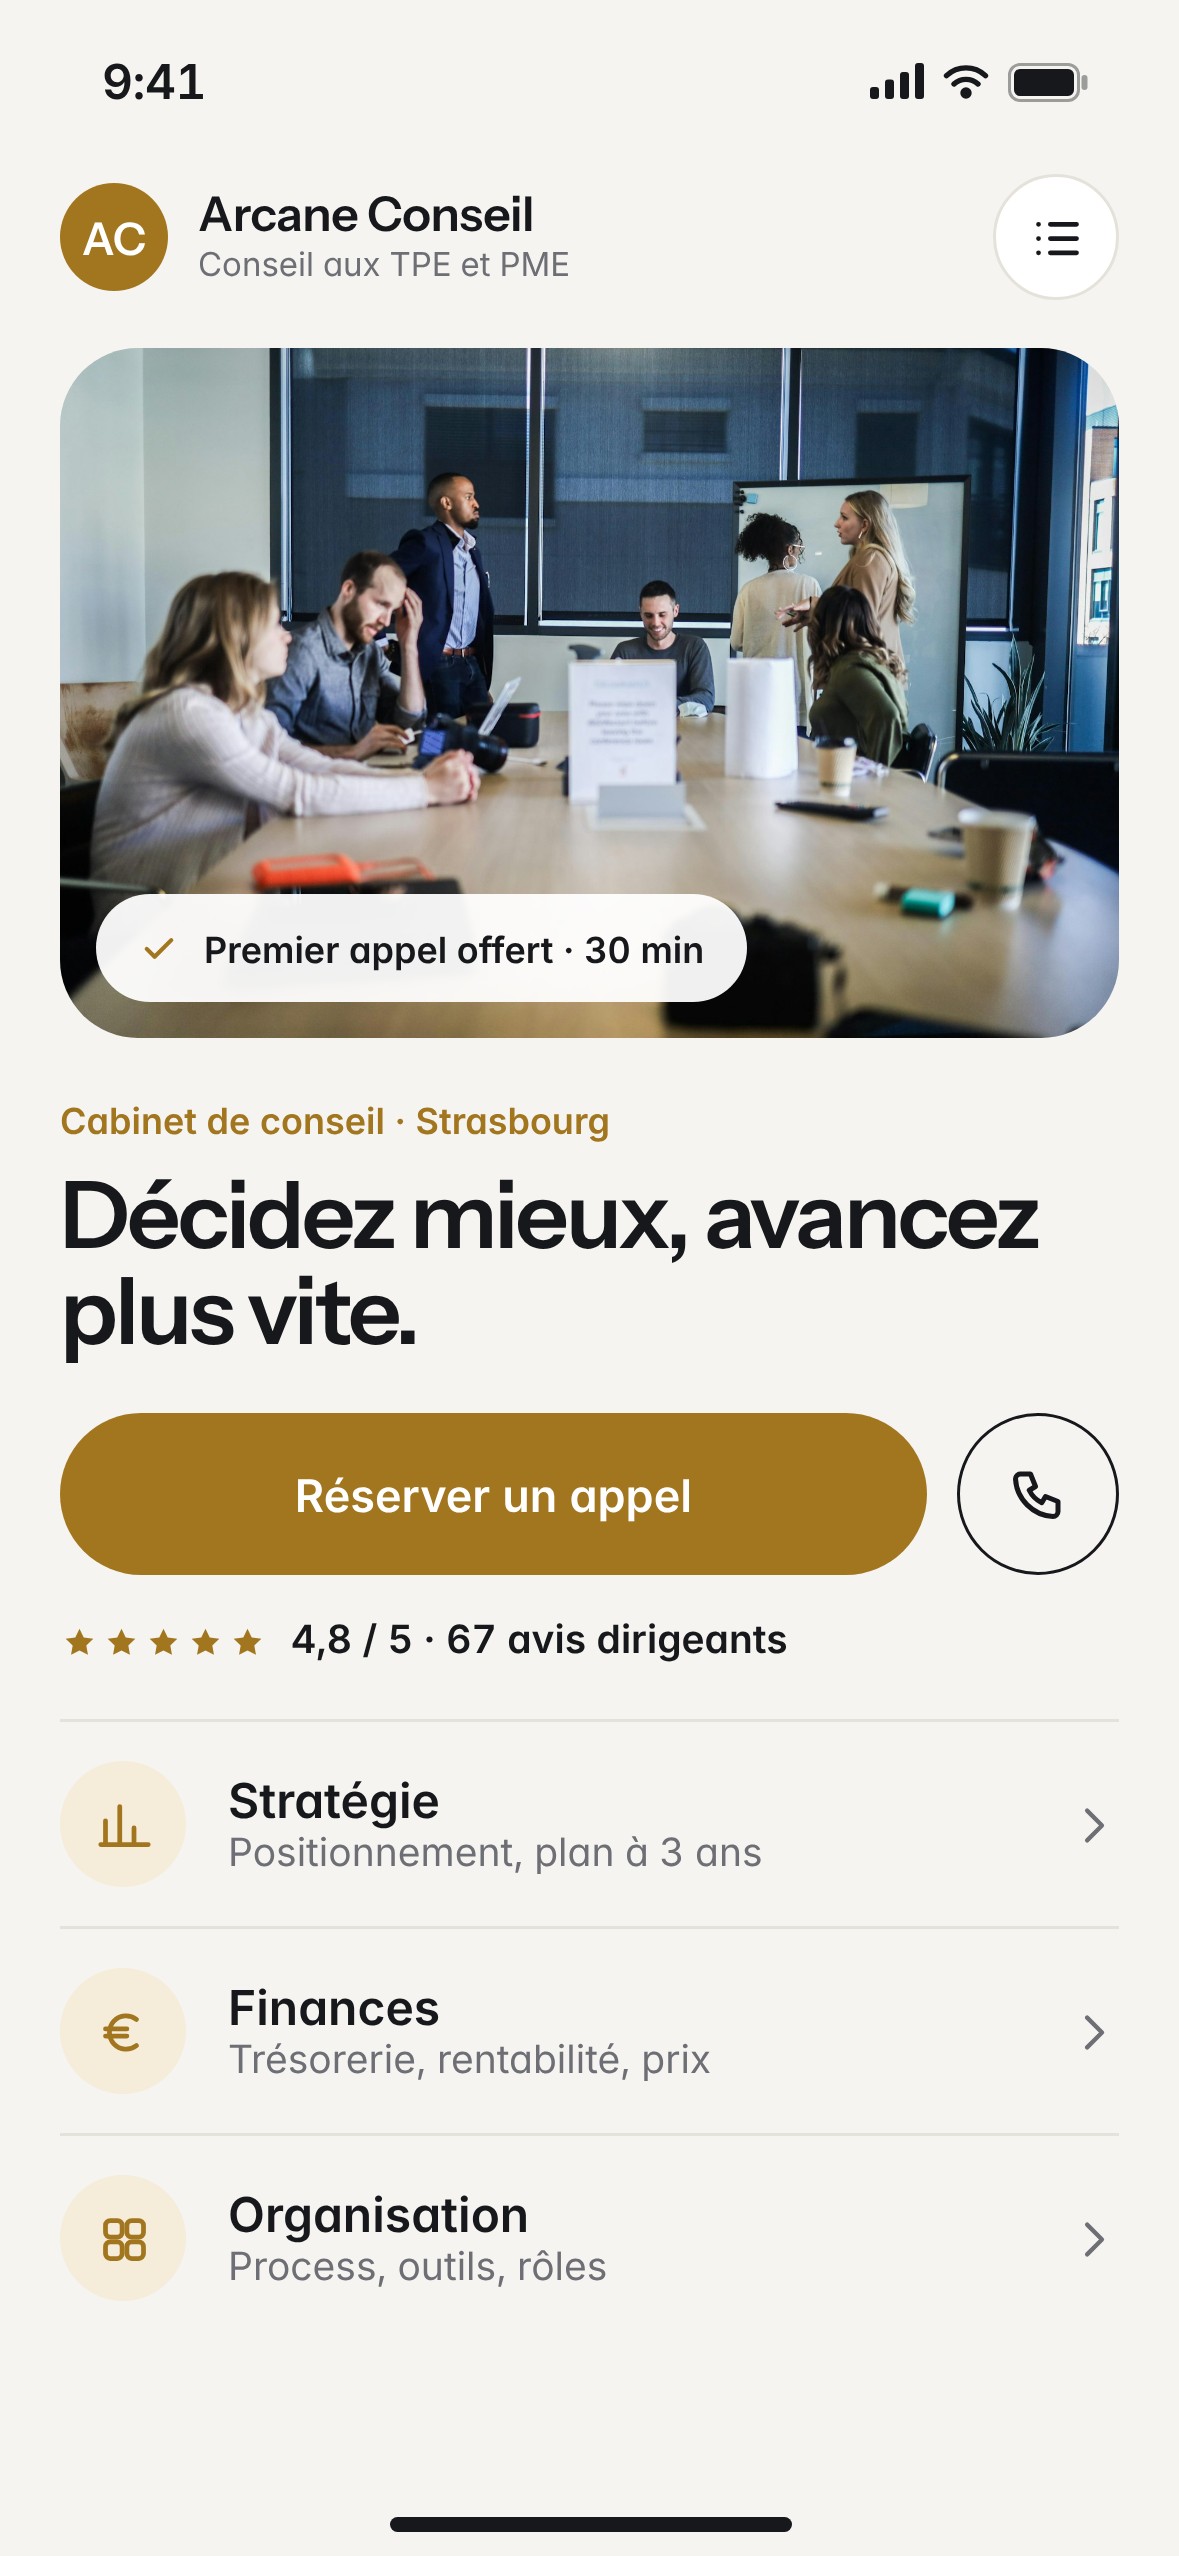 9:41
AC
Arcane Conseil
Conseil aux TPE et PME
Premier appel offert · 30 min
Cabinet de conseil · Strasbourg
Décidez mieux, avancez
plus vite.
Réserver un appel
4,8 / 5 · 67 avis dirigeants
Stratégie
Positionnement, plan à 3 ans
€
Finances
Trésorerie, rentabilité, prix
Organisation
Process, outils, rôles